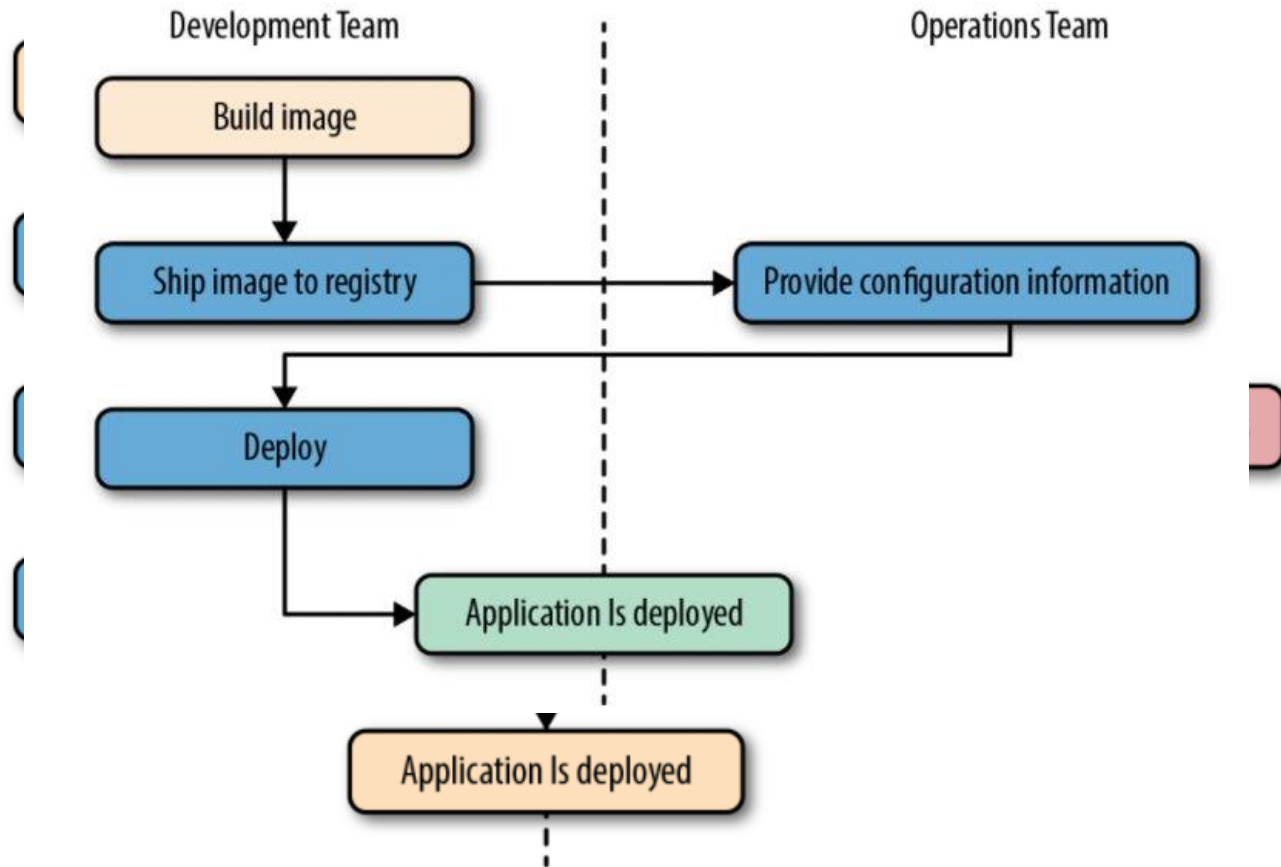 Development Team
Operations Team
Build image
Ship image to registry
Provide configuration information
Deploy
Application Is deployed
Application Is deployed